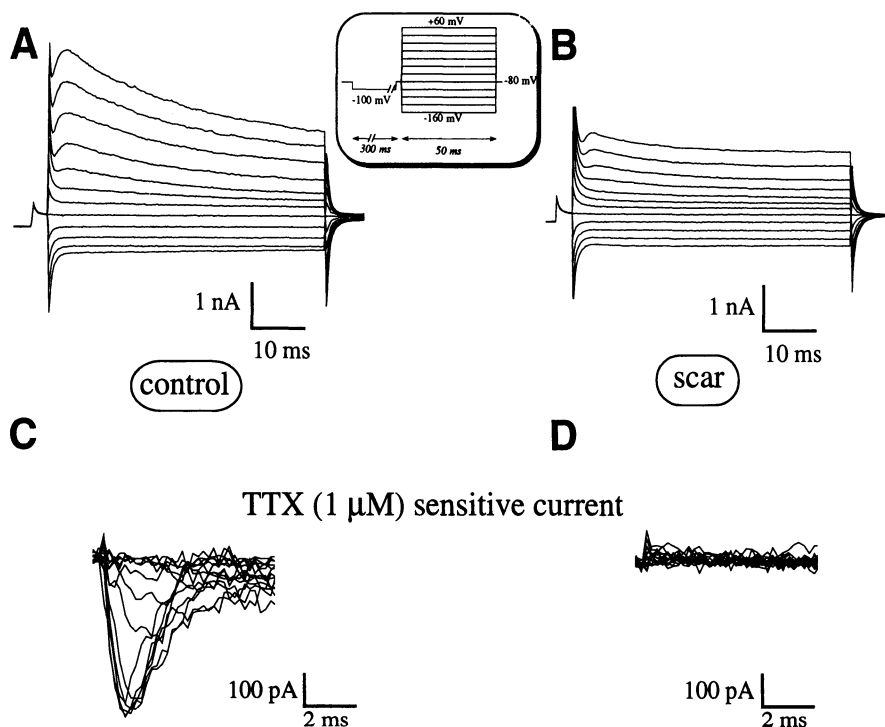 A
+60 mV
-80 mV
-100 mV
-160 mV
300 ms
50 ms
B
1 nA
10 ms
1 nA
10 ms
control
scar
C
D
TTX (1 μM) sensitive current
100 pA
2 ms
100 pA
2 ms